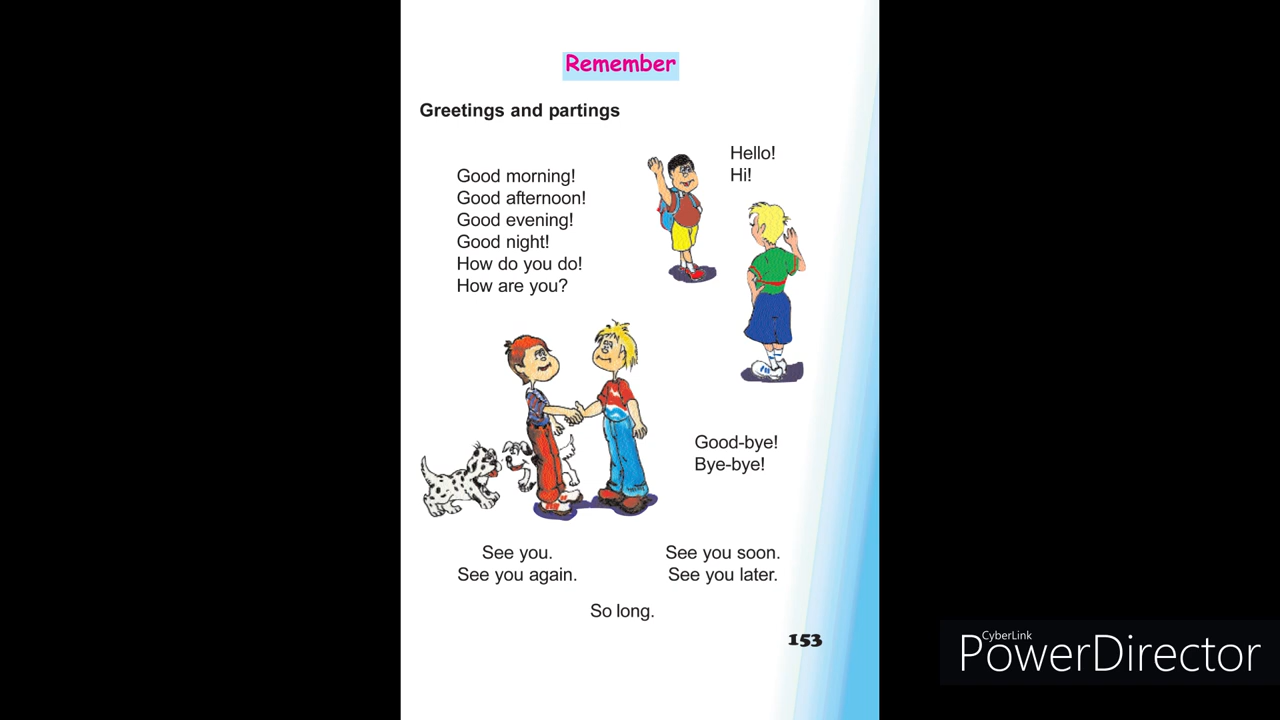 Remember
Greetings and partings
Hello!
Hi!
Good morning!
Good afternoon!
Good evening!
Good night!
How do you do!
How are you?
Good-bye!
Bye-bye!
See you.
See you again.
See you soon.
See you later.
So long.
153
CyberLink
PowerDirector